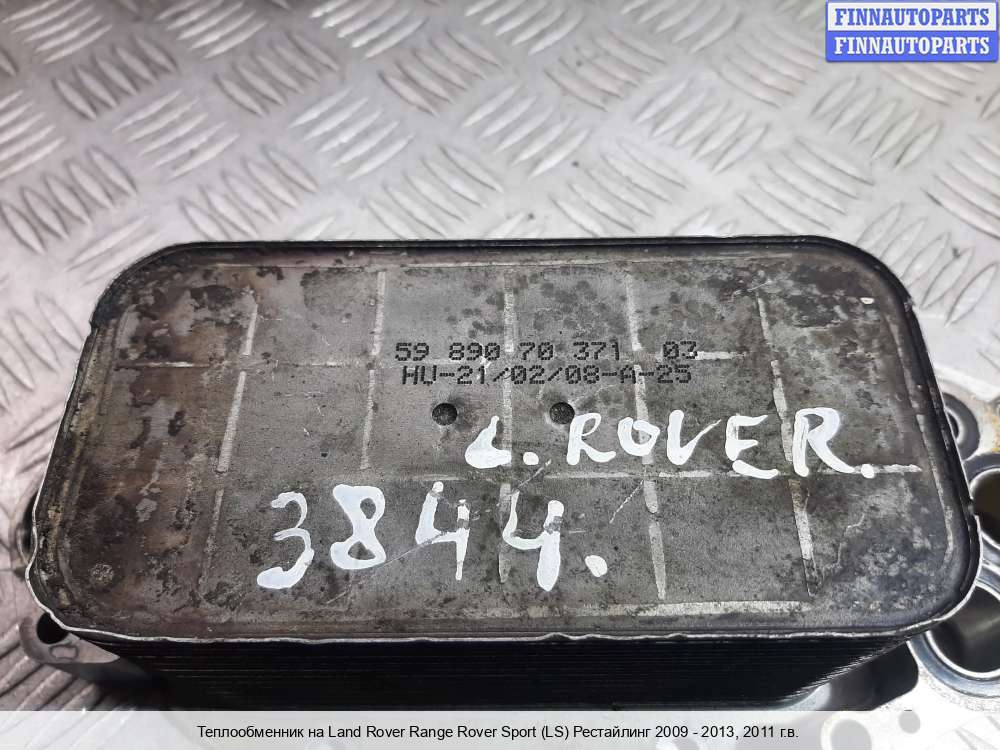 FINNAUTOPARTS
FINNAUTOPARTS
59 890 70 371 03
HU-21/02/08-A-25
L. ROVER.
3844.
Теплообменник на Land Rover Range Rover Sport (LS) Рестайлинг 2009 - 2013, 2011 г.в.